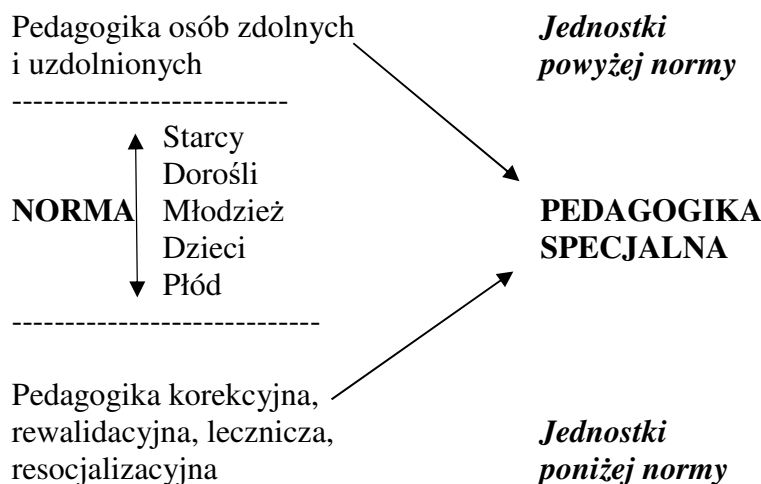 Pedagogika osób zdolnych
i uzdolnionych
Jednostki
powyżej normy
--------------------------
Starcy
Dorośli
NORMA
Młodzież
Dzieci
Płód
PEDAGOGIKA
SPECJALNA
-----------------------------
Pedagogika korekcyjna,
rewalidacyjna, lecznicza,
resocjalizacyjna
Jednostki
poniżej normy